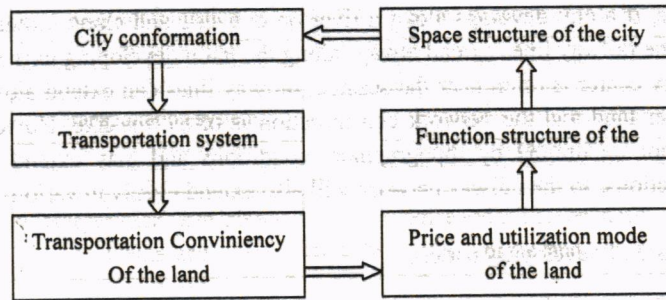 City conformation
Space structure of the city
Transportation system
Function structure of the
Transportation Conviniency
Of the land
Price and utilization mode
of the land